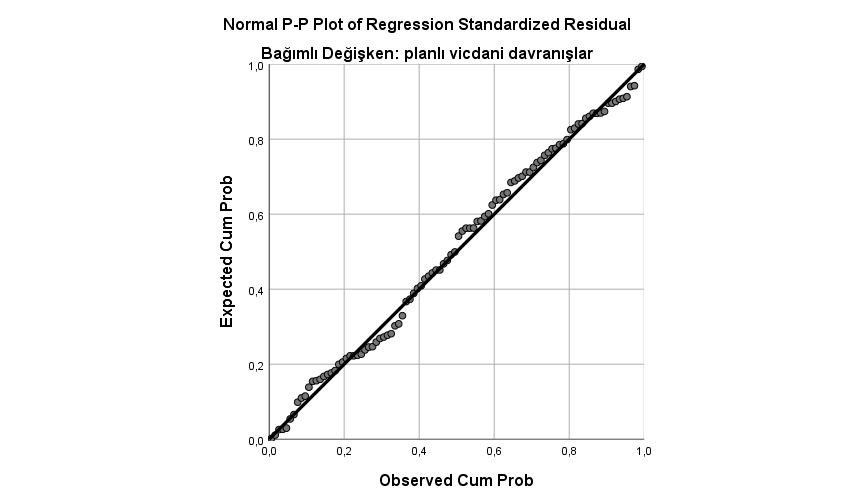 Normal P-P Plot of Regression Standardized Residual
Bağımlı Değişken: planlı vicdani davranışlar
1,0
0,8
0,6
0,4
0,2
0,0
Expected Cum Prob
0,0 0,2 0,4 0,6 0,8 1,0
Observed Cum Prob